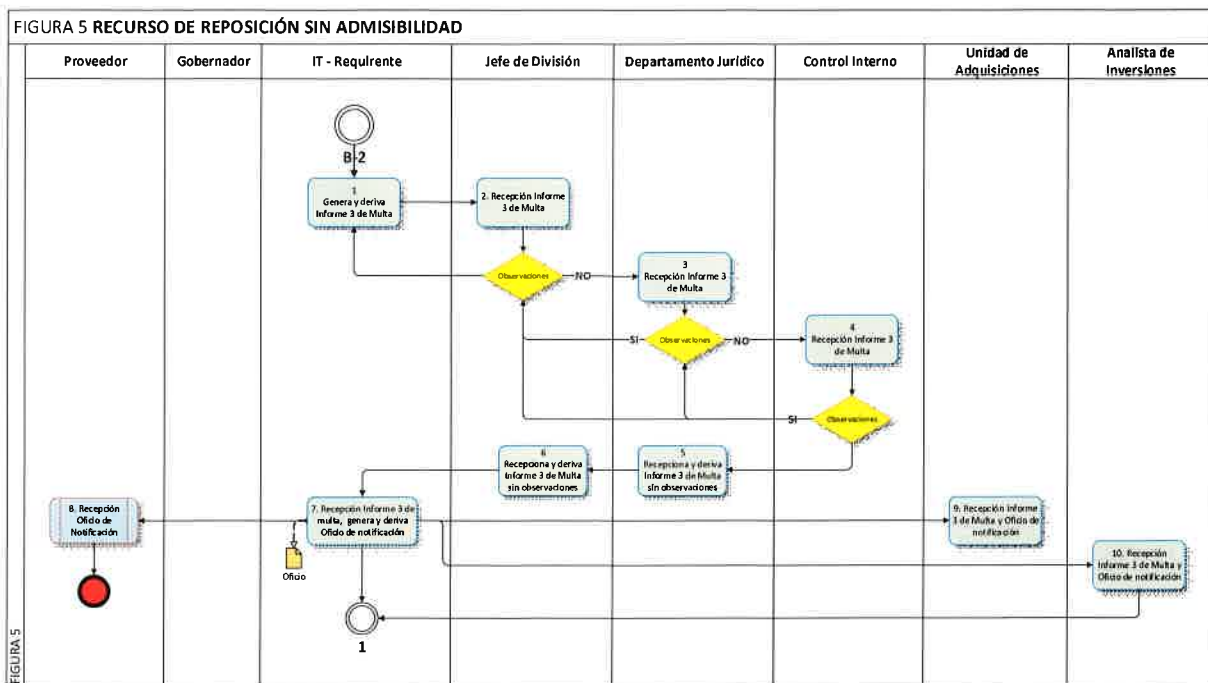 FIGURA 5 RECURSO DE REPOSICIÓN SIN ADMISIBILIDAD
Proveedor
Gobernador
IT - Requirente
Jefe de División
Departamento Jurídico
Control Interno
Unidad de
Adquisiciones
Analista de
Inversiones
B-2
1
Genera y deriva
Informe 3 de Multa
2. Recepción Informe
3 de Multa
Observaciones
NO
3
Recepción Informe 3
de Multa
SI
Observaciones
NO
4
Recepción Informe 3
de Multa
SI
Observaciones
6
Recepciona y deriva
Informe 3 de Multa
sin observaciones
5
Recepciona y deriva
Informe 3 de Multa
sin observaciones
8. Recepción
Oficio de
Notificación
7. Recepción Informe 3 de
multa, genera y deriva
Oficio de notificación
Oficio
9. Recepción Informe
3 de Multa y Oficio de
notificación
10. Recepción
Informe 3 de Multa y
Oficio de notificación
1
FIGURA 5